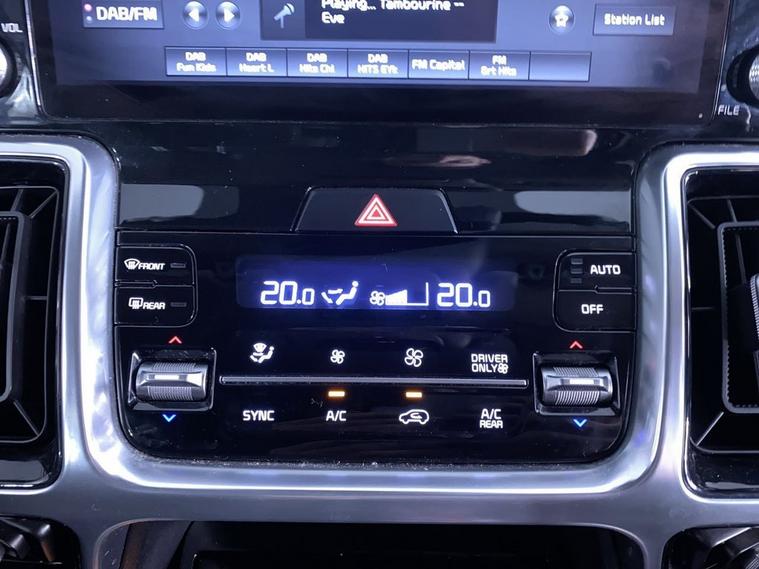 DAB/FM
Playing... Tambourine --
Eve
Station List
VOL
DAB
Fun Kids
DAB
Heart L
DAB
Hits Chi
DAB
HITS
FM Capital
FM
Grt Hits
FILE
FRONT
REAR
20.0
20.0
AUTO
OFF
DRIVER
ONLY
SYNC
A/C
A/C
REAR